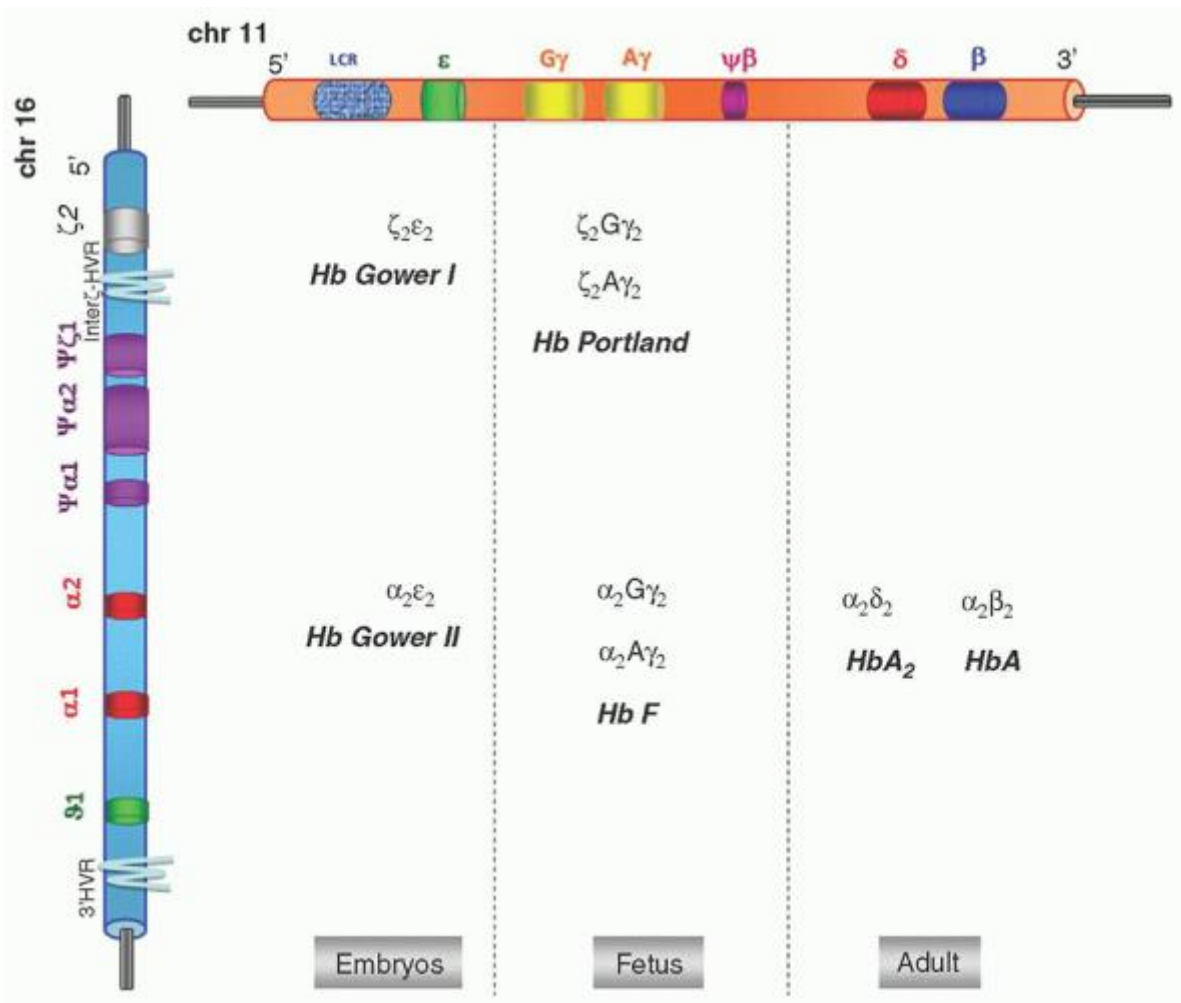 chr 11
5' LCR ε Gγ Aγ ψβ δ β 3'
chr 16
5'
ζ2
Interζ-HVR
Ψζ1
Ψα2
Ψα1
α2
α1
ϑ1
3'HVR
ζ₂ε₂
Hb Gower I
ζ₂Gγ₂
ζ₂Aγ₂
Hb Portland
α₂ε₂
Hb Gower II
α₂Gγ₂
α₂Aγ₂
Hb F
α₂δ₂ α₂β₂
HbA₂ HbA
Embryos Fetus Adult